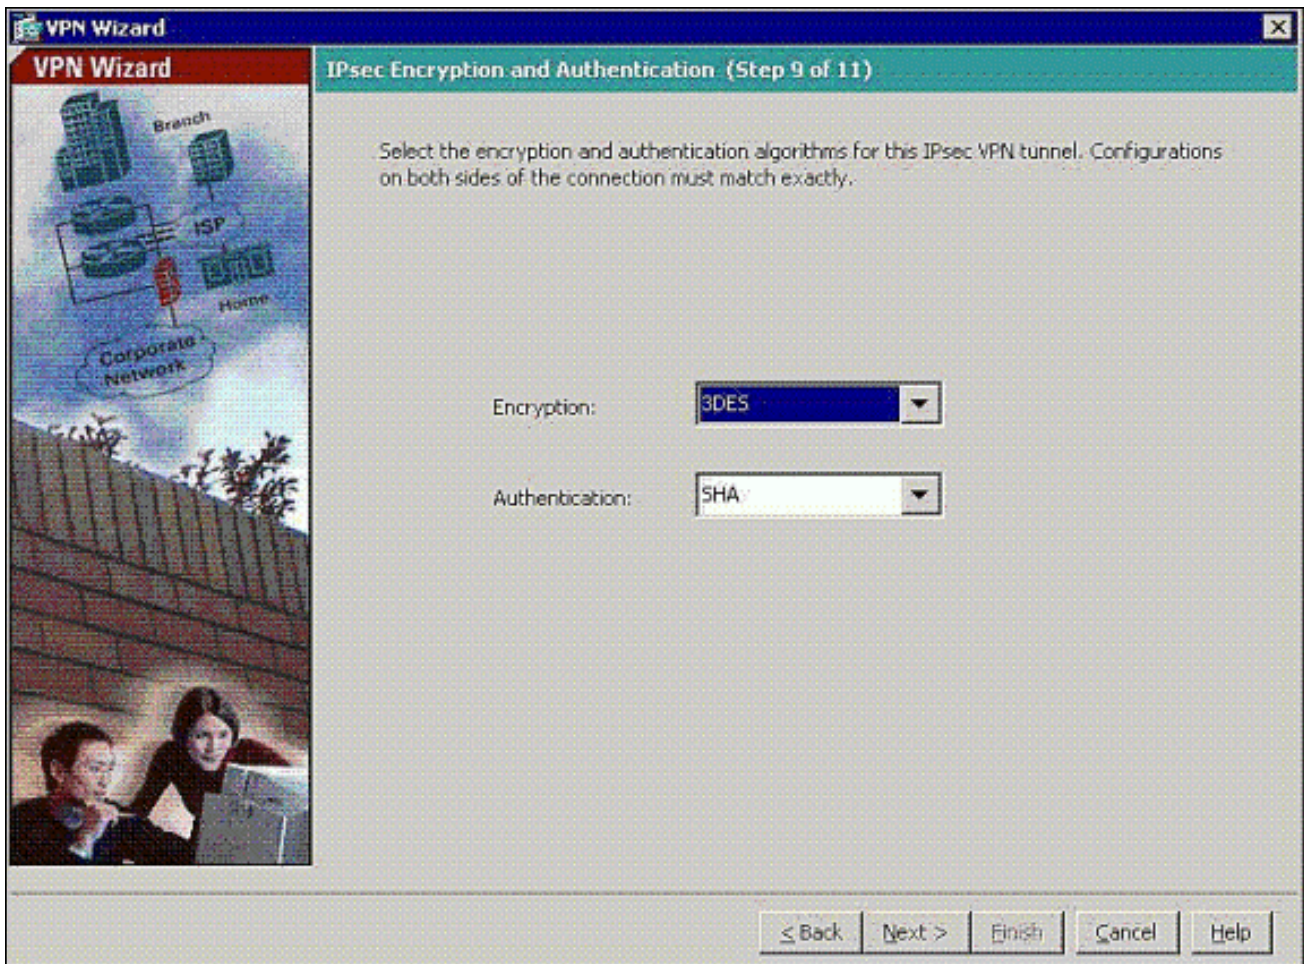 VPN Wizard
VPN Wizard
IPsec Encryption and Authentication (Step 9 of 11)
Branch
ISP
Home
Corporate
Network
Select the encryption and authentication algorithms for this IPsec VPN tunnel. Configurations
on both sides of the connection must match exactly.
Encryption:
3DES
Authentication:
SHA
< Back
Next >
Finish
Cancel
Help